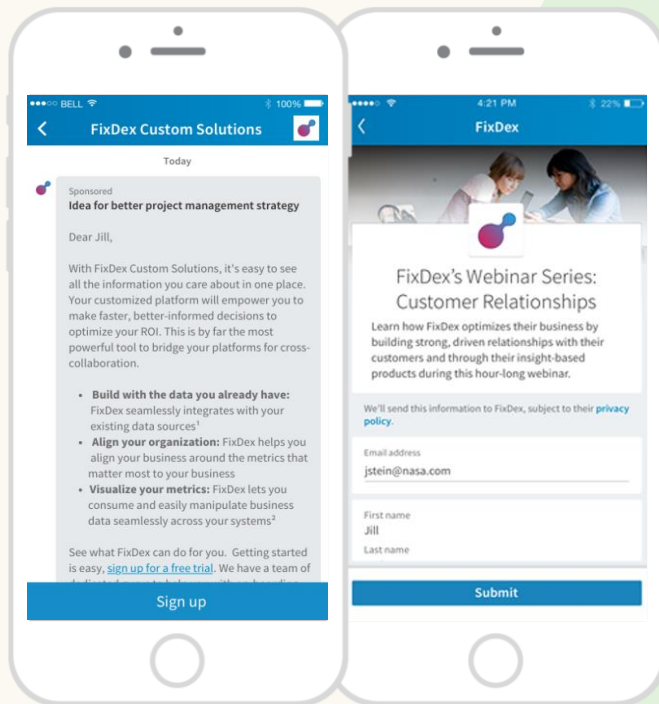 BELL
100%
FixDex Custom Solutions
Today
Sponsored
Idea for better project management strategy
Dear Jill,
With FixDex Custom Solutions, it's easy to see
all the information you care about in one place.
Your customized platform will empower you to
make faster, better-informed decisions to
optimize your ROI. This is by far the most
powerful tool to bridge your platforms for cross-
collaboration.
• Build with the data you already have:
FixDex seamlessly integrates with your
existing data sources¹
• Align your organization: FixDex helps you
align your business around the metrics that
matter most to your business
• Visualize your metrics: FixDex lets you
consume and easily manipulate business
data seamlessly across your systems²
See what FixDex can do for you. Getting started
is easy, sign up for a free trial. We have a team of
Sign up
4:21 PM
22%
FixDex
FixDex's Webinar Series:
Customer Relationships
Learn how FixDex optimizes their business by
building strong, driven relationships with their
customers and through their insight-based
products during this hour-long webinar.
We'll send this information to FixDex, subject to their privacy
policy.
Email address
jstein@nasa.com
First name
Jill
Last name
Submit